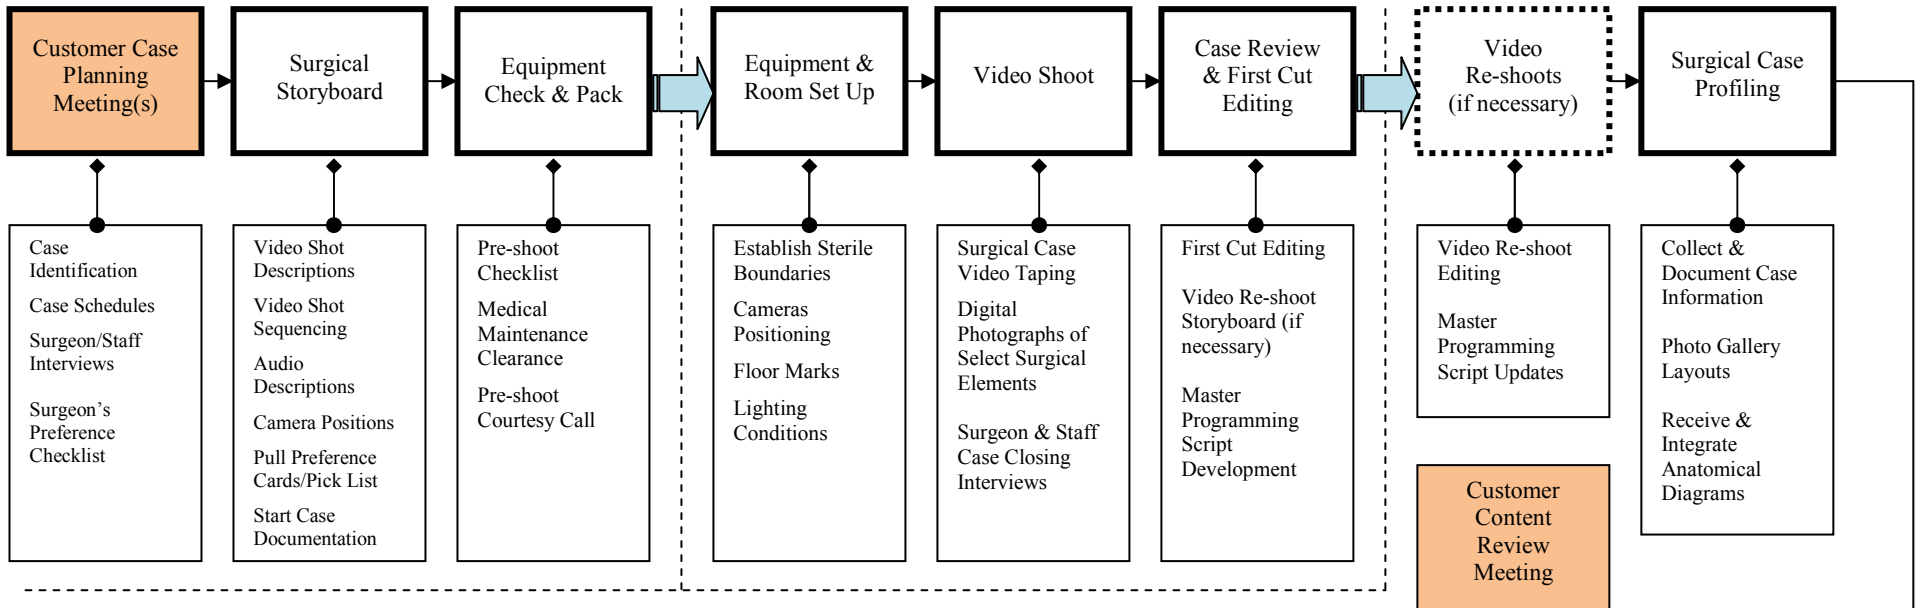 Customer Case
Planning
Meeting(s)
Surgical
Storyboard
Equipment
Check & Pack
Equipment &
Room Set Up
Video Shoot
Case Review
& First Cut
Editing
Video
Re-shoots
(if necessary)
Surgical Case
Profiling
Case
Identification
Case Schedules
Surgeon/Staff
Interviews
Surgeon’s
Preference
Checklist
Video Shot
Descriptions
Video Shot
Sequencing
Audio
Descriptions
Camera Positions
Pull Preference
Cards/Pick List
Start Case
Documentation
Pre-shoot
Checklist
Medical
Maintenance
Clearance
Pre-shoot
Courtesy Call
Establish Sterile
Boundaries
Cameras
Positioning
Floor Marks
Lighting
Conditions
Surgical Case
Video Taping
Digital
Photographs of
Select Surgical
Elements
Surgeon & Staff
Case Closing
Interviews
First Cut Editing
Video Re-shoot
Storyboard (if
necessary)
Master
Programming
Script
Development
Video Re-shoot
Editing
Master
Programming
Script Updates
Customer
Content
Review
Meeting
Collect &
Document Case
Information
Photo Gallery
Layouts
Receive &
Integrate
Anatomical
Diagrams